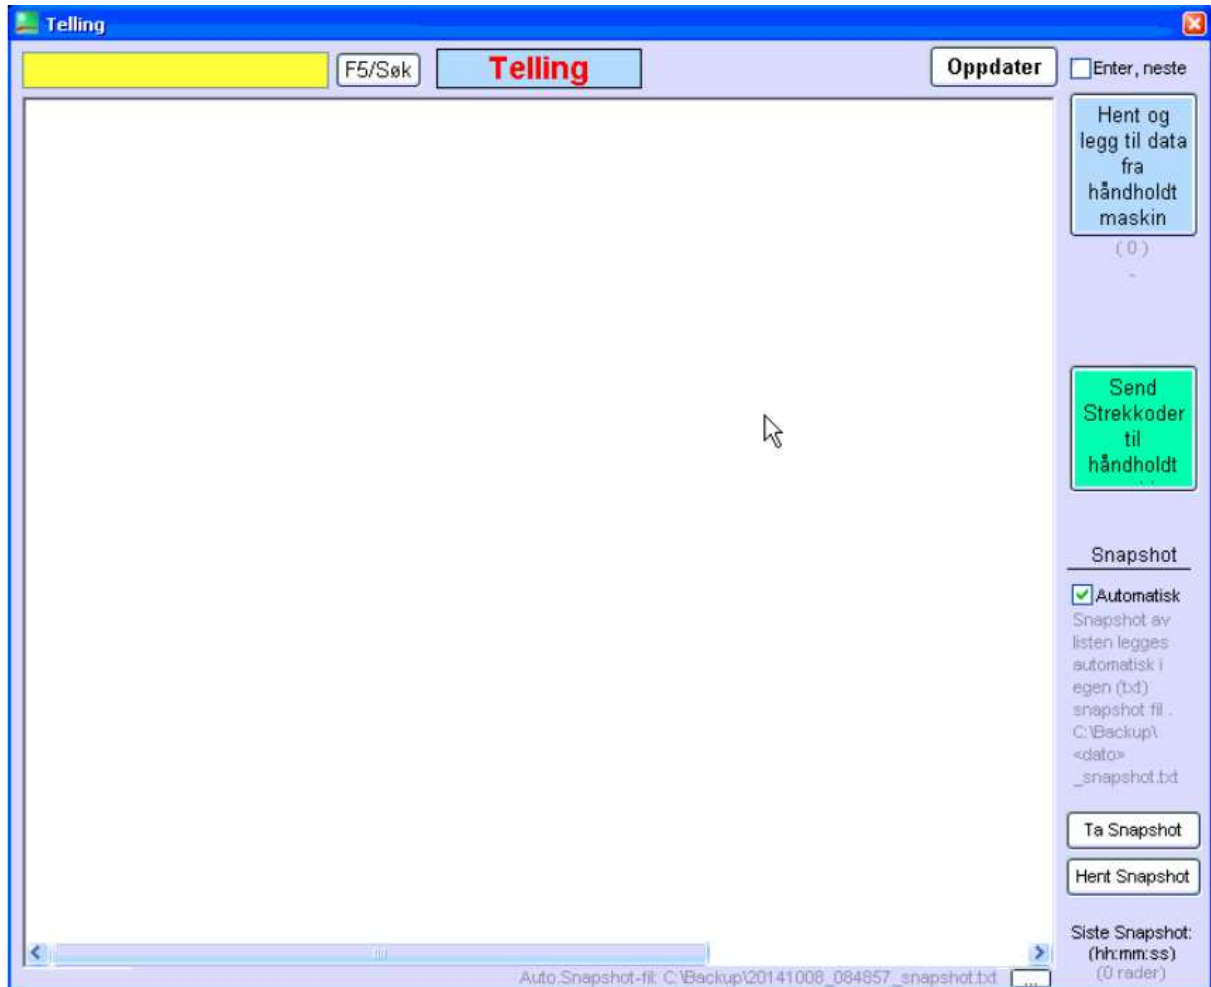 Telling
F5/Søk
Telling
Oppdater
Enter, neste
Hent og
legg til data
fra
håndholdt
maskin
( 0 )
-
Send
Strekkoder
til
håndholdt
Snapshot
Automatisk
Snapshot av
listen legges
automatisk i
egen (txt)
snapshot fil .
C:\Backup\
<dato>
_snapshot.txt
Ta Snapshot
Hent Snapshot
Siste Snapshot:
(hh:mm:ss)
(0 rader)
Auto.Snapshot-fil: C:\Backup\20141008_084857_snapshot.txt
...